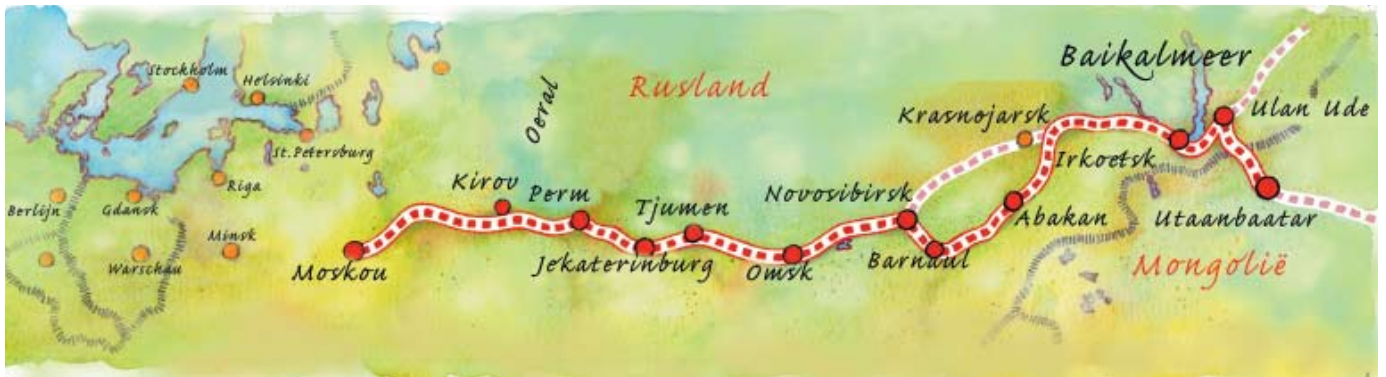 Stockholm
Helsinki
St.Petersburg
Riga
Berlijn
Gdansk
Minsk
Warschau
Moskou
Kirov
Oeral
Perm
Jekaterinburg
Tjumen
Rusland
Omsk
Novosibirsk
Barnaul
Krasnojarsk
Abakan
Baikalmeer
Irkoetsk
Ulan Ude
Utaanbaatar
Mongolië